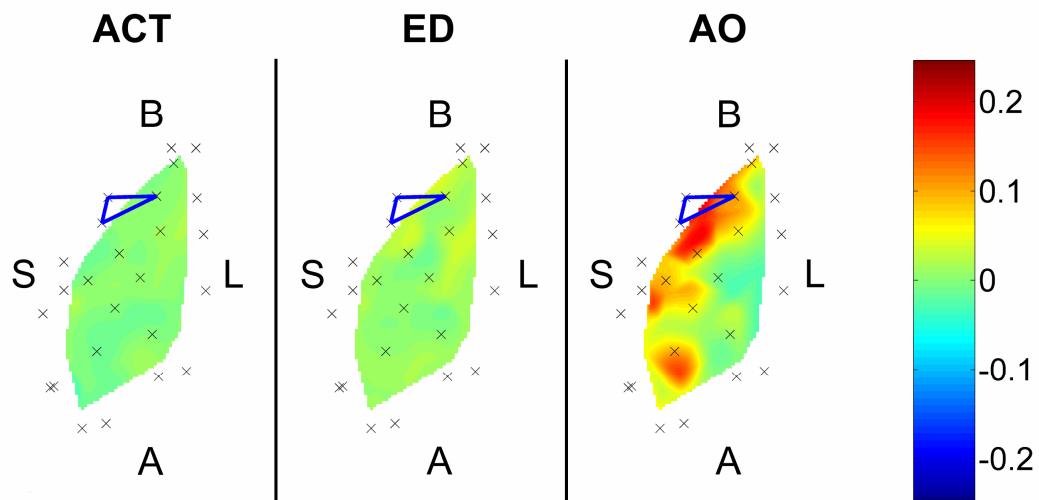 ACT ED AO
B B B
S L S L S L
A A A
0.2
0.1
0
-0.1
-0.2